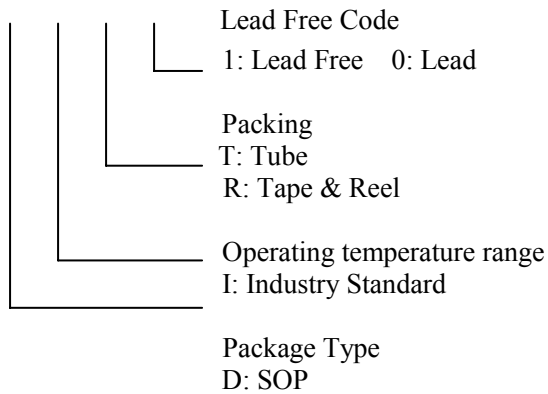 Lead Free Code
1: Lead Free 0: Lead
Packing
T: Tube
R: Tape & Reel
Operating temperature range
I: Industry Standard
Package Type
D: SOP